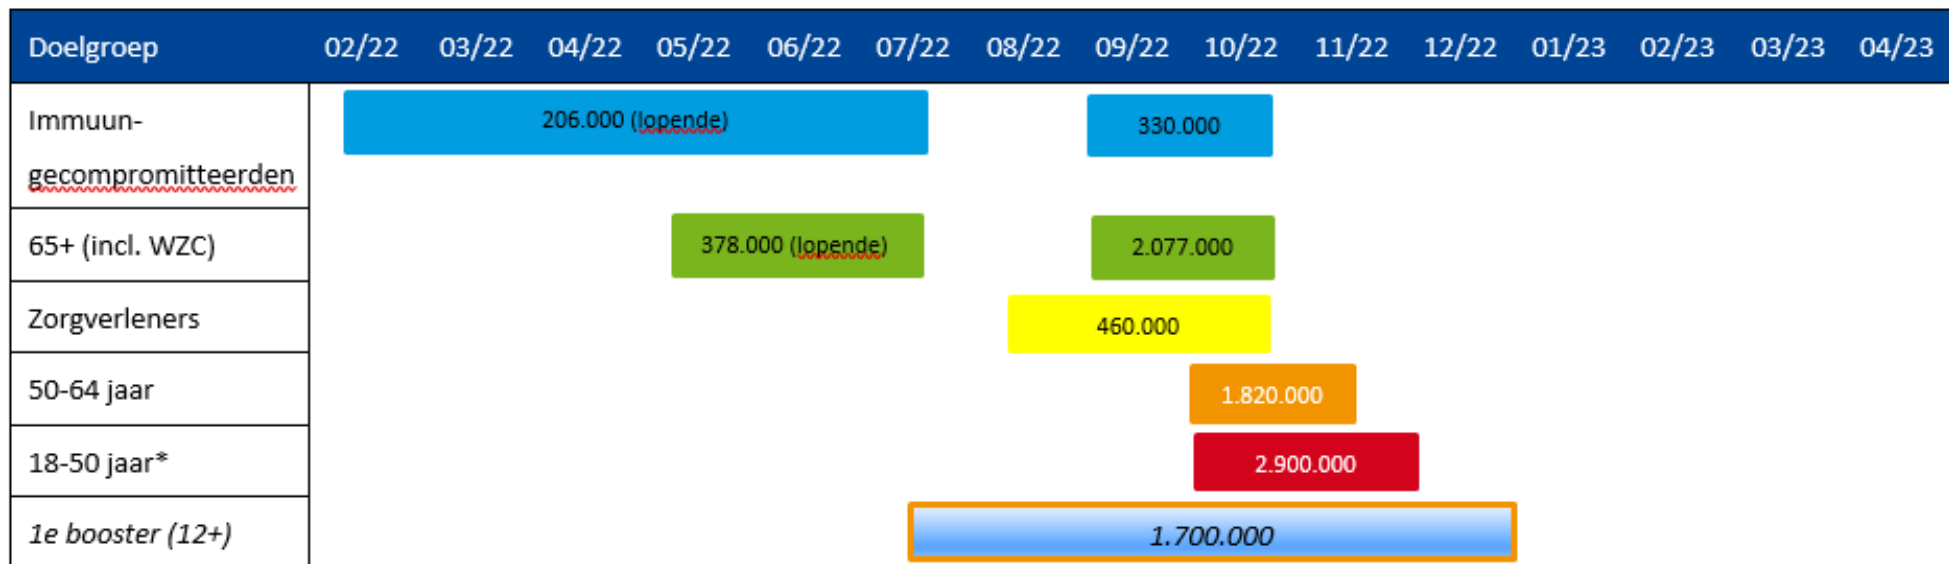 Doelgroep 02/22 03/22 04/22 05/22 06/22 07/22 08/22 09/22 10/22 11/22 12/22 01/23 02/23 03/23 04/23
Immuun-
gecompromitteerden
206.000 (lopende) 330.000
65+ (incl. WZC) 378.000 (lopende) 2.077.000
Zorgverleners 460.000
50-64 jaar 1.820.000
18-50 jaar* 2.900.000
1e booster (12+) 1.700.000